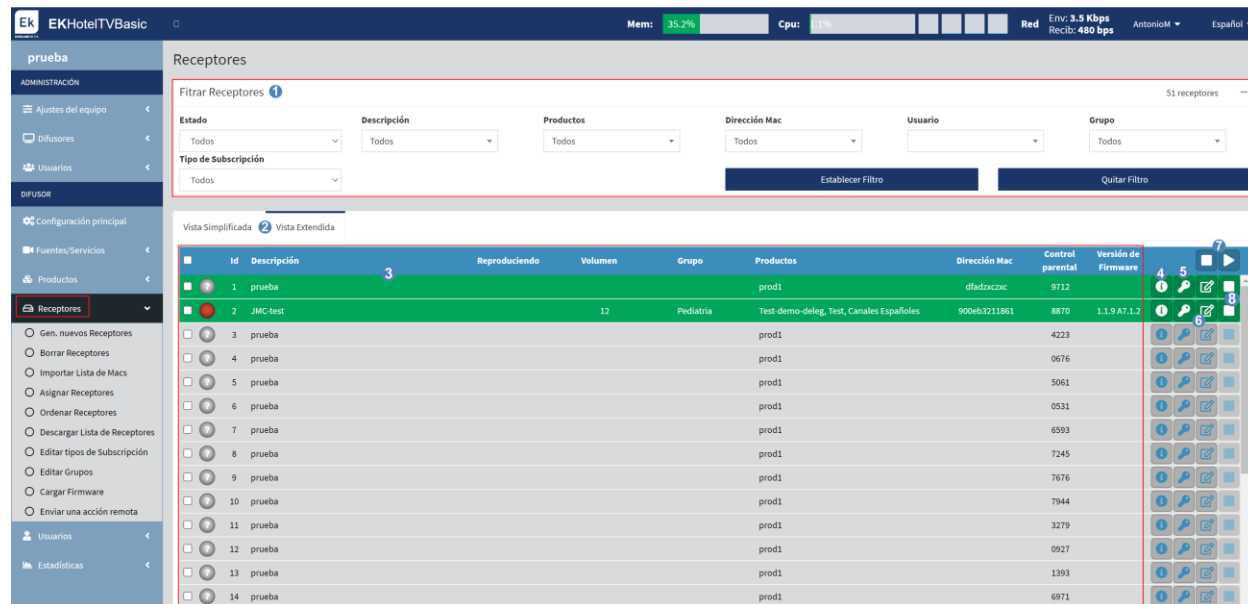 Ek EKHotelTVBasic Mem: 35.2% Cpu: 1.1% Red Env: 3.5 Kbps Recib: 480 bps AntonioM Español
prueba
ADMINISTRACIÓN
Ajustes del equipo
Difusores
Usuarios
DIFUSOR
Configuración principal
Fuentes/Servicios
Productos
Receptores
Gen. nuevos Receptores
Borrar Receptores
Importar Lista de Macs
Asignar Receptores
Ordenar Receptores
Descargar Lista de Receptores
Editar tipos de Subscripción
Editar Grupos
Cargar Firmware
Enviar una acción remota
Usuarios
Estadísticas
Receptores
Fitrar Receptores 1 51 receptores
Estado Descripción Productos Dirección Mac Usuario Grupo
Todos Todos Todos Todos Todos
Tipo de Subscripción
Todos Establecer Filtro Quitar Filtro
Vista Simplificada 2 Vista Extendida
Id Descripción 3 Reproduciendo Volumen Grupo Productos Dirección Mac Control parental Versión de Firmware 4 5 7
1 prueba prod1 dfadzxczxc 9712
2 JMC-test 12 Pediatria Test-demo-deleg, Test, Canales Españoles 900eb3211861 8870 1.1.9 A7.1.2 6 8
3 prueba prod1 4223
4 prueba prod1 0676
5 prueba prod1 5061
6 prueba prod1 0531
7 prueba prod1 6593
8 prueba prod1 7245
9 prueba prod1 7676
10 prueba prod1 7944
11 prueba prod1 3279
12 prueba prod1 0927
13 prueba prod1 1393
14 prueba prod1 6971